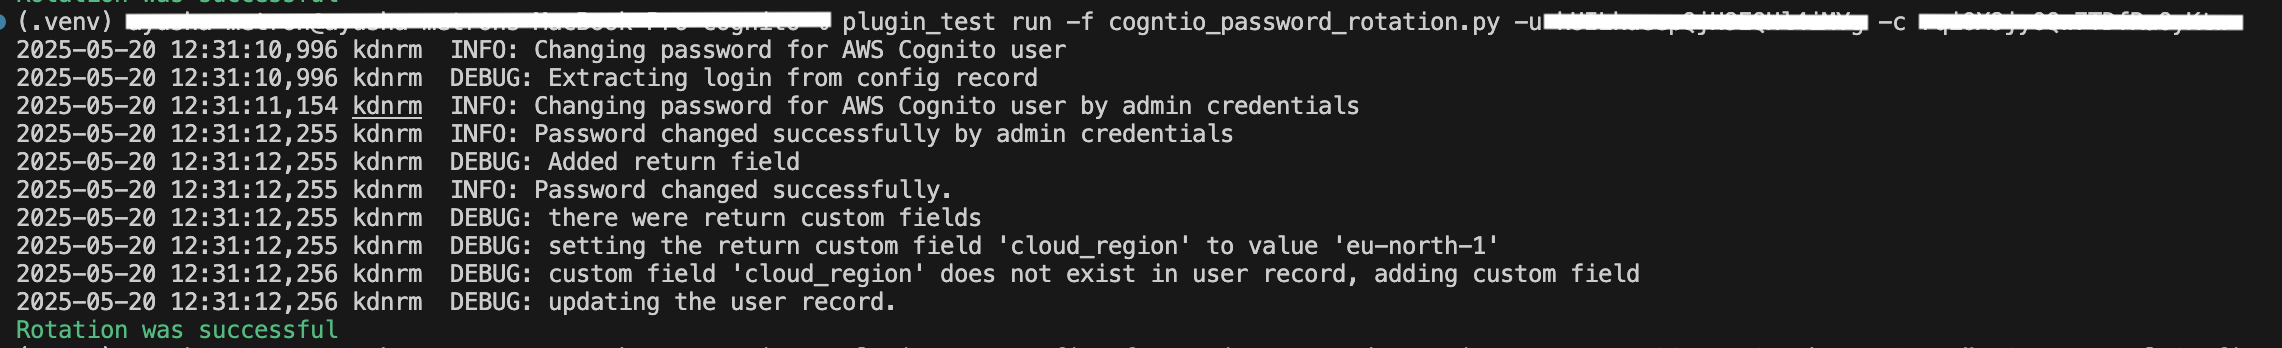 Rotation was successful
(.venv) plugin_test run -f cogntio_password_rotation.py -u -c
2025-05-20 12:31:10,996 kdnrm  INFO: Changing password for AWS Cognito user
2025-05-20 12:31:10,996 kdnrm  DEBUG: Extracting login from config record
2025-05-20 12:31:11,154 kdnrm  INFO: Changing password for AWS Cognito user by admin credentials
2025-05-20 12:31:12,255 kdnrm  INFO: Password changed successfully by admin credentials
2025-05-20 12:31:12,255 kdnrm  DEBUG: Added return field
2025-05-20 12:31:12,255 kdnrm  INFO: Password changed successfully.
2025-05-20 12:31:12,255 kdnrm  DEBUG: there were return custom fields
2025-05-20 12:31:12,255 kdnrm  DEBUG: setting the return custom field 'cloud_region' to value 'eu-north-1'
2025-05-20 12:31:12,256 kdnrm  DEBUG: custom field 'cloud_region' does not exist in user record, adding custom field
2025-05-20 12:31:12,256 kdnrm  DEBUG: updating the user record.
Rotation was successful